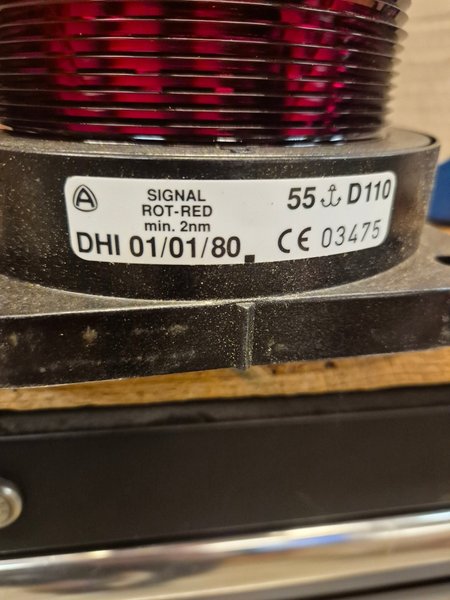 A
SIGNAL
ROT-RED
min. 2nm
55 ⚓ D110
DHI 01/01/80
CE 03475